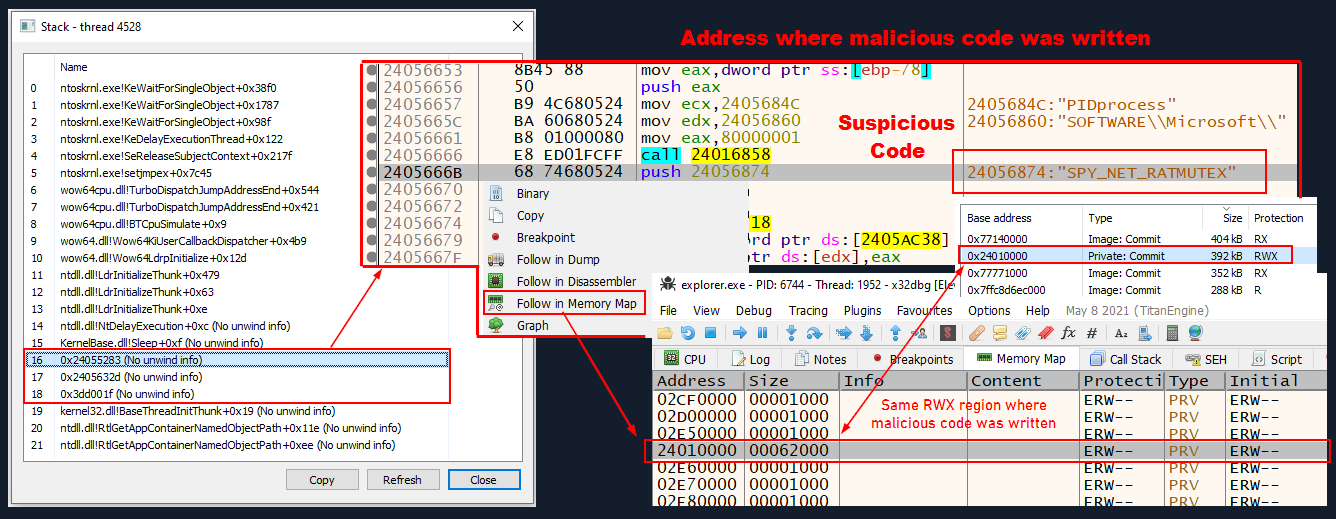 Stack - thread 4528
Name
0 ntoskrnl.exe!KeWaitForSingleObject+0x38f0
1 ntoskrnl.exe!KeWaitForSingleObject+0x1787
2 ntoskrnl.exe!KeWaitForSingleObject+0x98f
3 ntoskrnl.exe!KeDelayExecutionThread+0x122
4 ntoskrnl.exe!SeReleaseSubjectContext+0x217f
5 ntoskrnl.exe!setjmpex+0x7c45
6 wow64cpu.dll!TurboDispatchJumpAddressEnd+0x544
7 wow64cpu.dll!TurboDispatchJumpAddressEnd+0x421
8 wow64cpu.dll!BTCpuSimulate+0x9
9 wow64.dll!Wow64KiUserCallbackDispatcher+0x4b9
10 wow64.dll!Wow64LdrpInitialize+0x12d
11 ntdll.dll!LdrInitializeThunk+0x479
12 ntdll.dll!LdrInitializeThunk+0x63
13 ntdll.dll!LdrInitializeThunk+0xe
14 ntdll.dll!NtDelayExecution+0xc (No unwind info)
15 KernelBase.dll!Sleep+0xf (No unwind info)
16 0x24055283 (No unwind info)
17 0x2405632d (No unwind info)
18 0x3dd001f (No unwind info)
19 kernel32.dll!BaseThreadInitThunk+0x19 (No unwind info)
20 ntdll.dll!RtlGetAppContainerNamedObjectPath+0x11e (No unwind info)
21 ntdll.dll!RtlGetAppContainerNamedObjectPath+0xee (No unwind info)
Copy Refresh Close
Address where malicious code was written
24056653 8B45 88 mov eax,dword ptr ss:[ebp-78]
24056656 50 push eax
24056657 B9 4C680524 mov ecx,2405684C 2405684C:"PIDprocess"
2405665C BA 60680524 mov edx,24056860 24056860:"SOFTWARE\\Microsoft\\"
24056661 B8 01000080 mov eax,80000001
24056666 E8 ED01FCFF call 24016858
2405666B 68 74680524 push 24056874 24056874:"SPY_NET_RATMUTEX"
24056670
24056672
24056674 18
24056679 word ptr ds:[2405AC38]
2405667F ptr ds:[edx],eax
Suspicious
Code
Binary
Copy
Breakpoint
Follow in Dump
Follow in Disassembler
Follow in Memory Map
Graph
Base address Type Size Protection
0x77140000 Image: Commit 404 kB RX
0x24010000 Private: Commit 392 kB RWX
0x77771000 Image: Commit 352 kB RX
0x7ffc8d6ec000 Image: Commit 288 kB R
explorer.exe - PID: 6744 - Thread: 1952 - x32dbg [Ele
File View Debug Tracing Plugins Favourites Options Help May 8 2021 (TitanEngine)
CPU Log Notes Breakpoints Memory Map Call Stack SEH Script
Address Size Info Content Protecti Type Initial
02CF0000 00001000 ERW-- PRV ERW--
02D00000 00001000 ERW-- PRV ERW--
02E50000 00001000 ERW-- PRV ERW--
24010000 00062000 ERW-- PRV ERW--
02E60000 00001000 ERW-- PRV ERW--
02E70000 00001000 ERW-- PRV ERW--
02E80000 00001000 ERW-- PRV ERW--
Same RWX region where
malicious code was written